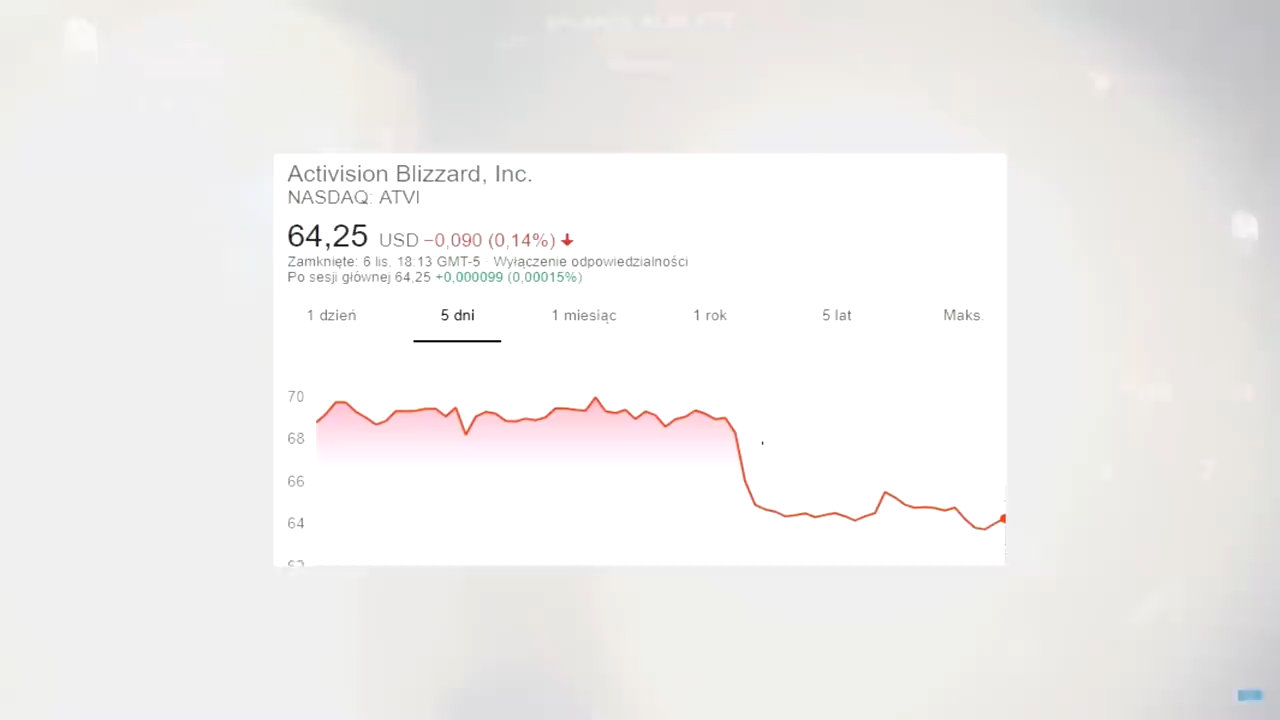 Activision Blizzard, Inc.
NASDAQ: ATVI
64,25 USD −0,090 (0,14%)
Zamknięte: 6 lis, 18:13 GMT-5 · Wyłączenie odpowiedzialności
Po sesji głównej 64,25 +0,000099 (0,00015%)
1 dzień 5 dni 1 miesiąc 1 rok 5 lat Maks.
70
68
66
64